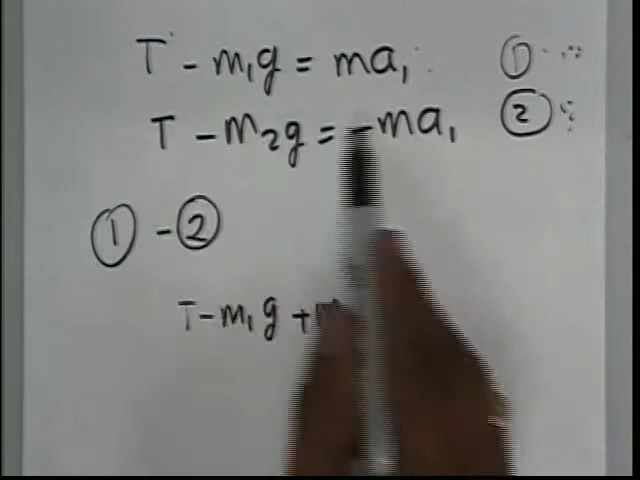 T - m₁g = ma₁ ①
T - m₂g = -ma₁ ②
① - ②
T - m₁g +